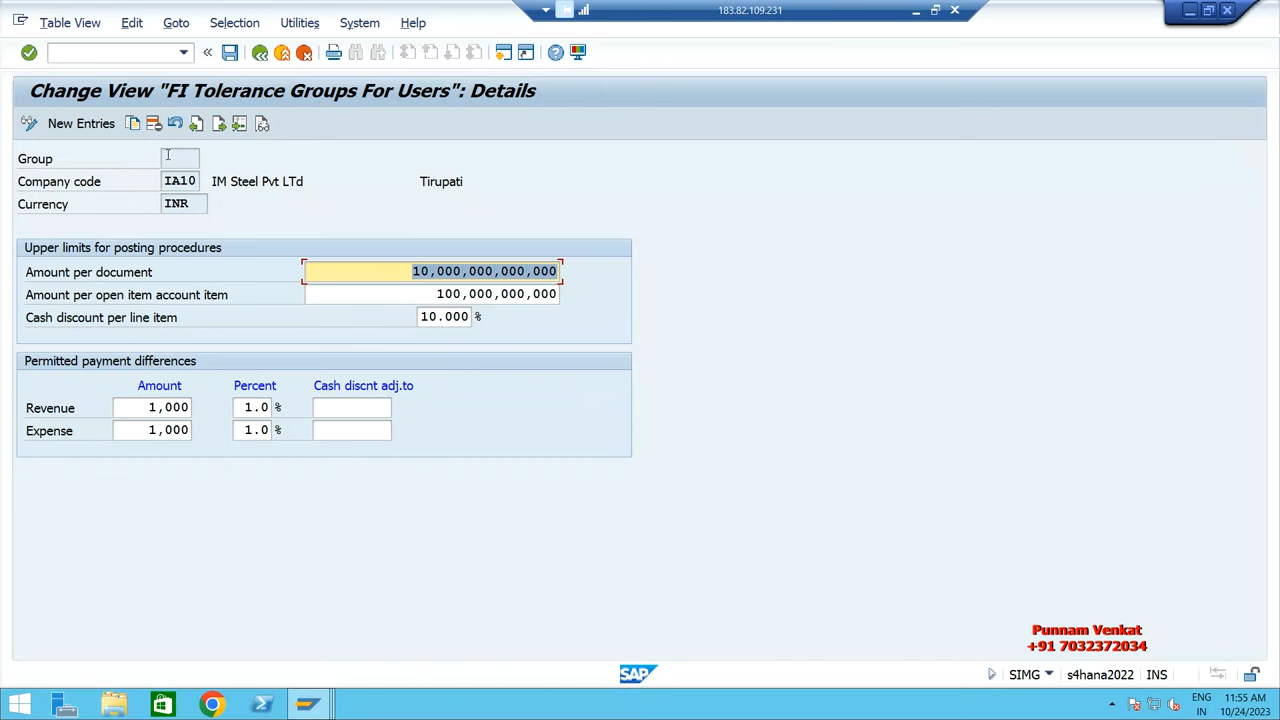 183.82.109.231
Table View Edit Goto Selection Utilities System Help
Change View "FI Tolerance Groups For Users": Details
New Entries
Group
Company code IA10 IM Steel Pvt LTd Tirupati
Currency INR
Upper limits for posting procedures
Amount per document 10,000,000,000,000
Amount per open item account item 100,000,000,000
Cash discount per line item 10.000 %
Permitted payment differences
Amount Percent Cash discnt adj.to
Revenue 1,000 1.0 %
Expense 1,000 1.0 %
Punnam Venkat
+91 7032372034
SAP SIMG s4hana2022 INS
ENG 11:55 AM
IN 10/24/2023